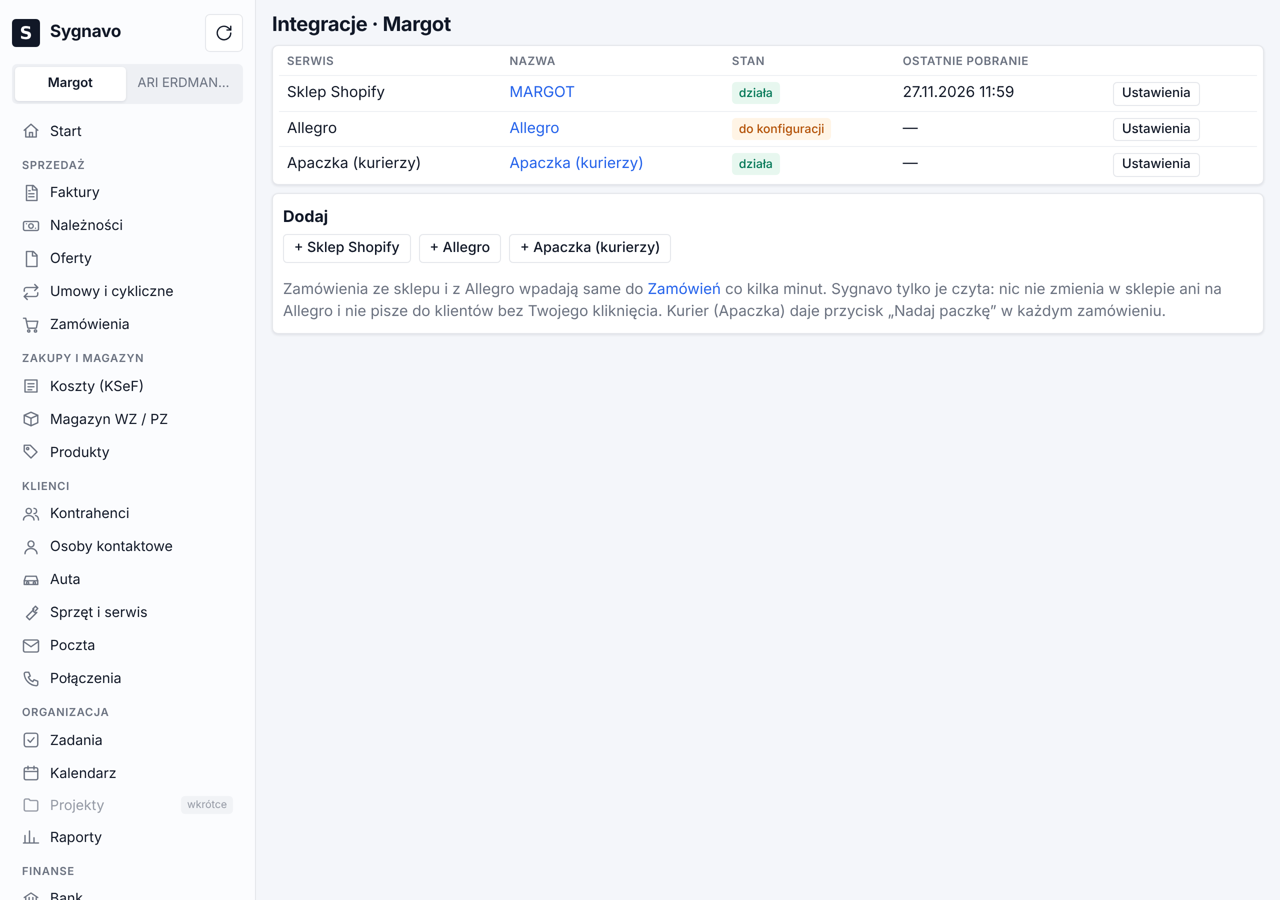 S Sygnavo
Margot ARI ERDMAN...
Start
SPRZEDAŻ
Faktury
Należności
Oferty
Umowy i cykliczne
Zamówienia
ZAKUPY I MAGAZYN
Koszty (KSeF)
Magazyn WZ / PZ
Produkty
KLIENCI
Kontrahenci
Osoby kontaktowe
Auta
Sprzęt i serwis
Poczta
Połączenia
ORGANIZACJA
Zadania
Kalendarz
Projekty wkrótce
Raporty
FINANSE
Bank
Integracje · Margot
SERWIS NAZWA STAN OSTATNIE POBRANIE
Sklep Shopify MARGOT działa 27.11.2026 11:59 Ustawienia
Allegro Allegro do konfiguracji — Ustawienia
Apaczka (kurierzy) Apaczka (kurierzy) działa — Ustawienia
Dodaj
+ Sklep Shopify + Allegro + Apaczka (kurierzy)
Zamówienia ze sklepu i z Allegro wpadają same do Zamówień co kilka minut. Sygnavo tylko je czyta: nic nie zmienia w sklepie ani na
Allegro i nie pisze do klientów bez Twojego kliknięcia. Kurier (Apaczka) daje przycisk „Nadaj paczkę” w każdym zamówieniu.